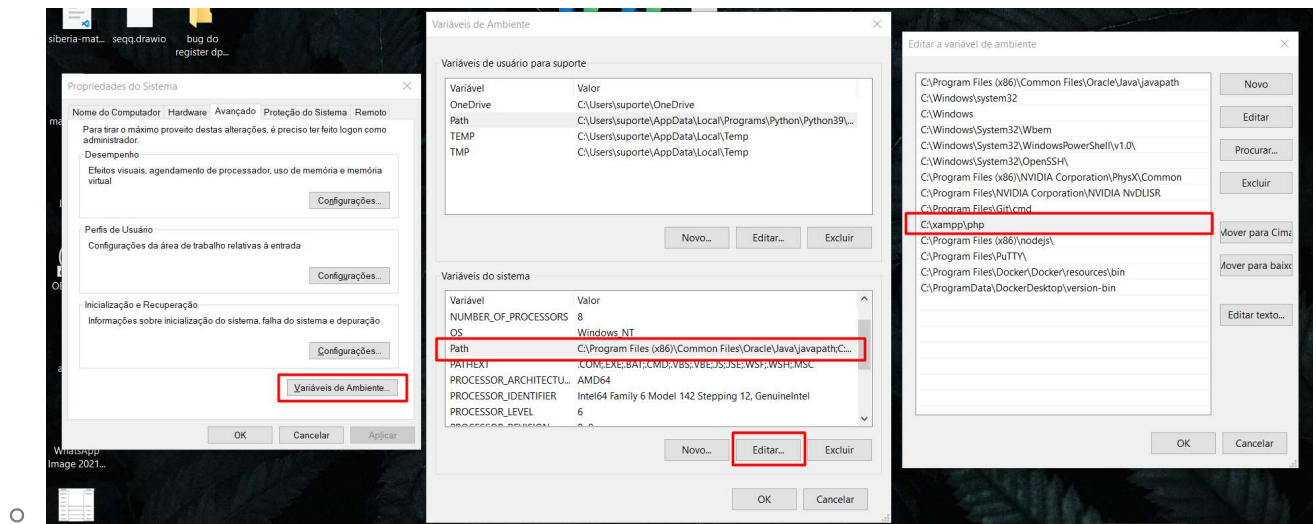 siberia-mat... seqq.drawio bug do
register dp...
Propriedades do Sistema
Nome do Computador Hardware Avançado Proteção do Sistema Remoto
Para tirar o máximo proveito destas alterações, é preciso ter feito logon como
administrador.
Desempenho
Efeitos visuais, agendamento de processador, uso de memória e memória
virtual
Configurações...
Perfis de Usuário
Configurações da área de trabalho relativas à entrada
Configurações...
Inicialização e Recuperação
Informações sobre inicialização do sistema, falha do sistema e depuração
Configurações...
Variáveis de Ambiente...
OK Cancelar Aplicar
WhatsApp
Image 2021...
Variáveis de Ambiente
Variáveis de usuário para suporte
Variável Valor
OneDrive C:\Users\suporte\OneDrive
Path C:\Users\suporte\AppData\Local\Programs\Python\Python39\...
TEMP C:\Users\suporte\AppData\Local\Temp
TMP C:\Users\suporte\AppData\Local\Temp
Novo... Editar... Excluir
Variáveis do sistema
Variável Valor
NUMBER_OF_PROCESSORS 8
OS Windows_NT
Path C:\Program Files (x86)\Common Files\Oracle\Java\javapath;C:...
PATHEXT .COM;.EXE;.BAT;.CMD;.VBS;.VBE;.JS;.JSE;.WSF;.WSH;.MSC
PROCESSOR_ARCHITECTU... AMD64
PROCESSOR_IDENTIFIER Intel64 Family 6 Model 142 Stepping 12, GenuineIntel
PROCESSOR_LEVEL 6
Novo... Editar... Excluir
OK Cancelar
Editar a variável de ambiente
C:\Program Files (x86)\Common Files\Oracle\Java\javapath
C:\Windows\system32
C:\Windows
C:\Windows\System32\Wbem
C:\Windows\System32\WindowsPowerShell\v1.0\
C:\Windows\System32\OpenSSH\
C:\Program Files (x86)\NVIDIA Corporation\PhysX\Common
C:\Program Files\NVIDIA Corporation\NVIDIA NvDLISR
C:\Program Files\Git\cmd
C:\xampp\php
C:\Program Files (x86)\nodejs\
C:\Program Files\PuTTY\
C:\Program Files\Docker\Docker\resources\bin
C:\ProgramData\DockerDesktop\version-bin
Novo
Editar
Procurar...
Excluir
Mover para Cima
Mover para baixo
Editar texto...
OK Cancelar